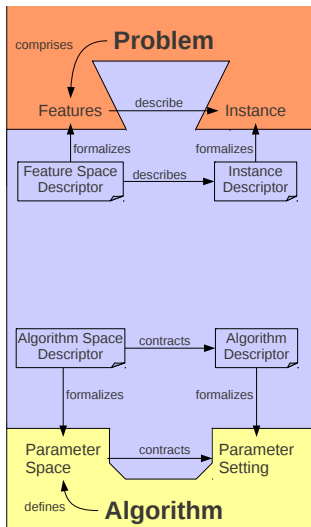 Problem
comprises
Features
describe
Instance
formalizes
formalizes
Feature Space
Descriptor
describes
Instance
Descriptor
Algorithm Space
Descriptor
contracts
Algorithm
Descriptor
formalizes
formalizes
Parameter
Space
contracts
Parameter
Setting
defines
Algorithm